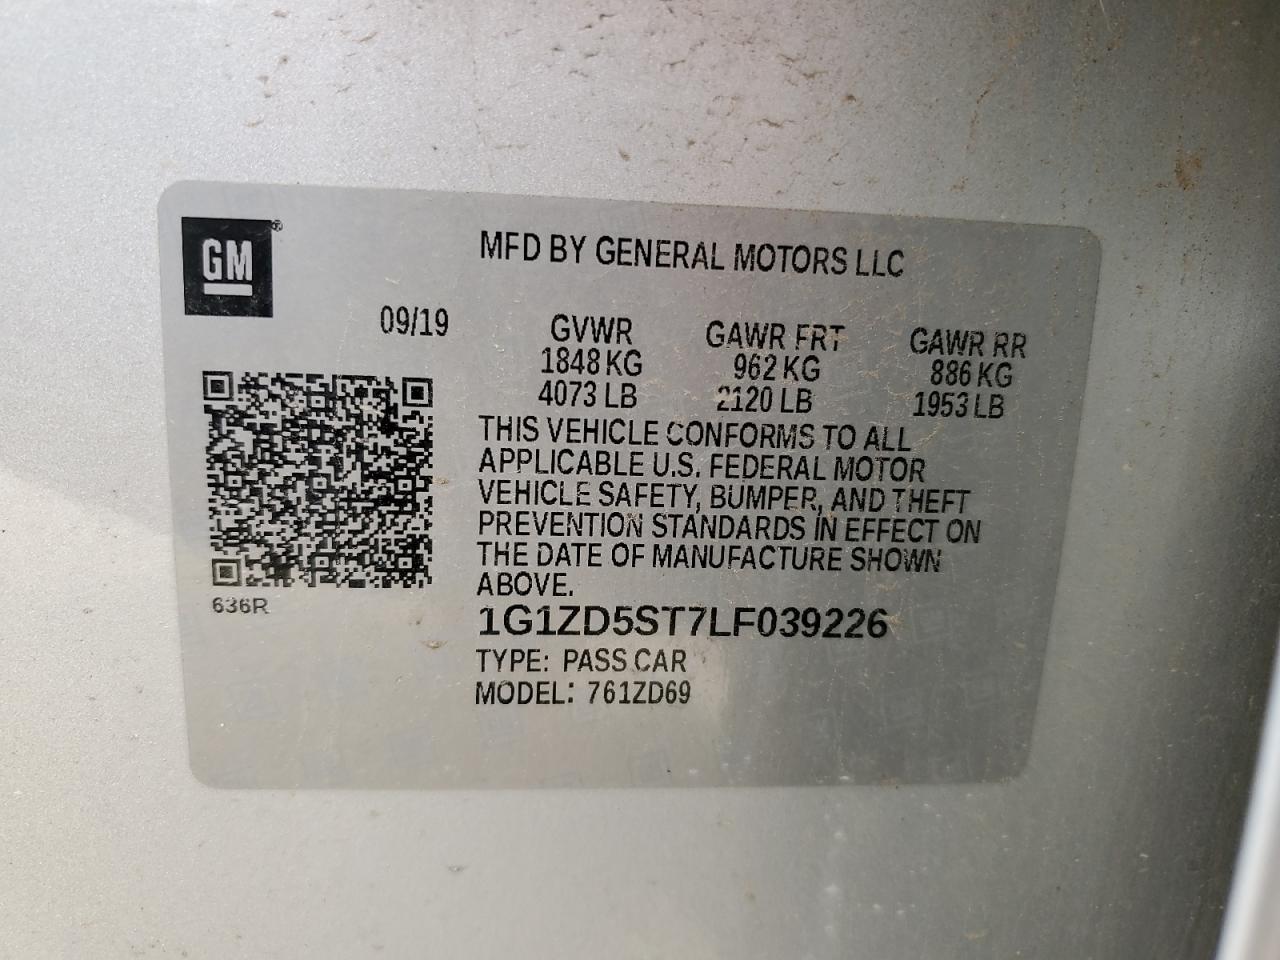 GM®
MFD BY GENERAL MOTORS LLC
09/19
GVWR GAWR FRT GAWR RR
1848 KG 962 KG 886 KG
4073 LB 2120 LB 1953 LB
THIS VEHICLE CONFORMS TO ALL
APPLICABLE U.S. FEDERAL MOTOR
VEHICLE SAFETY, BUMPER, AND THEFT
PREVENTION STANDARDS IN EFFECT ON
THE DATE OF MANUFACTURE SHOWN
ABOVE.
636R
1G1ZD5ST7LF039226
TYPE: PASS CAR
MODEL: 761ZD69